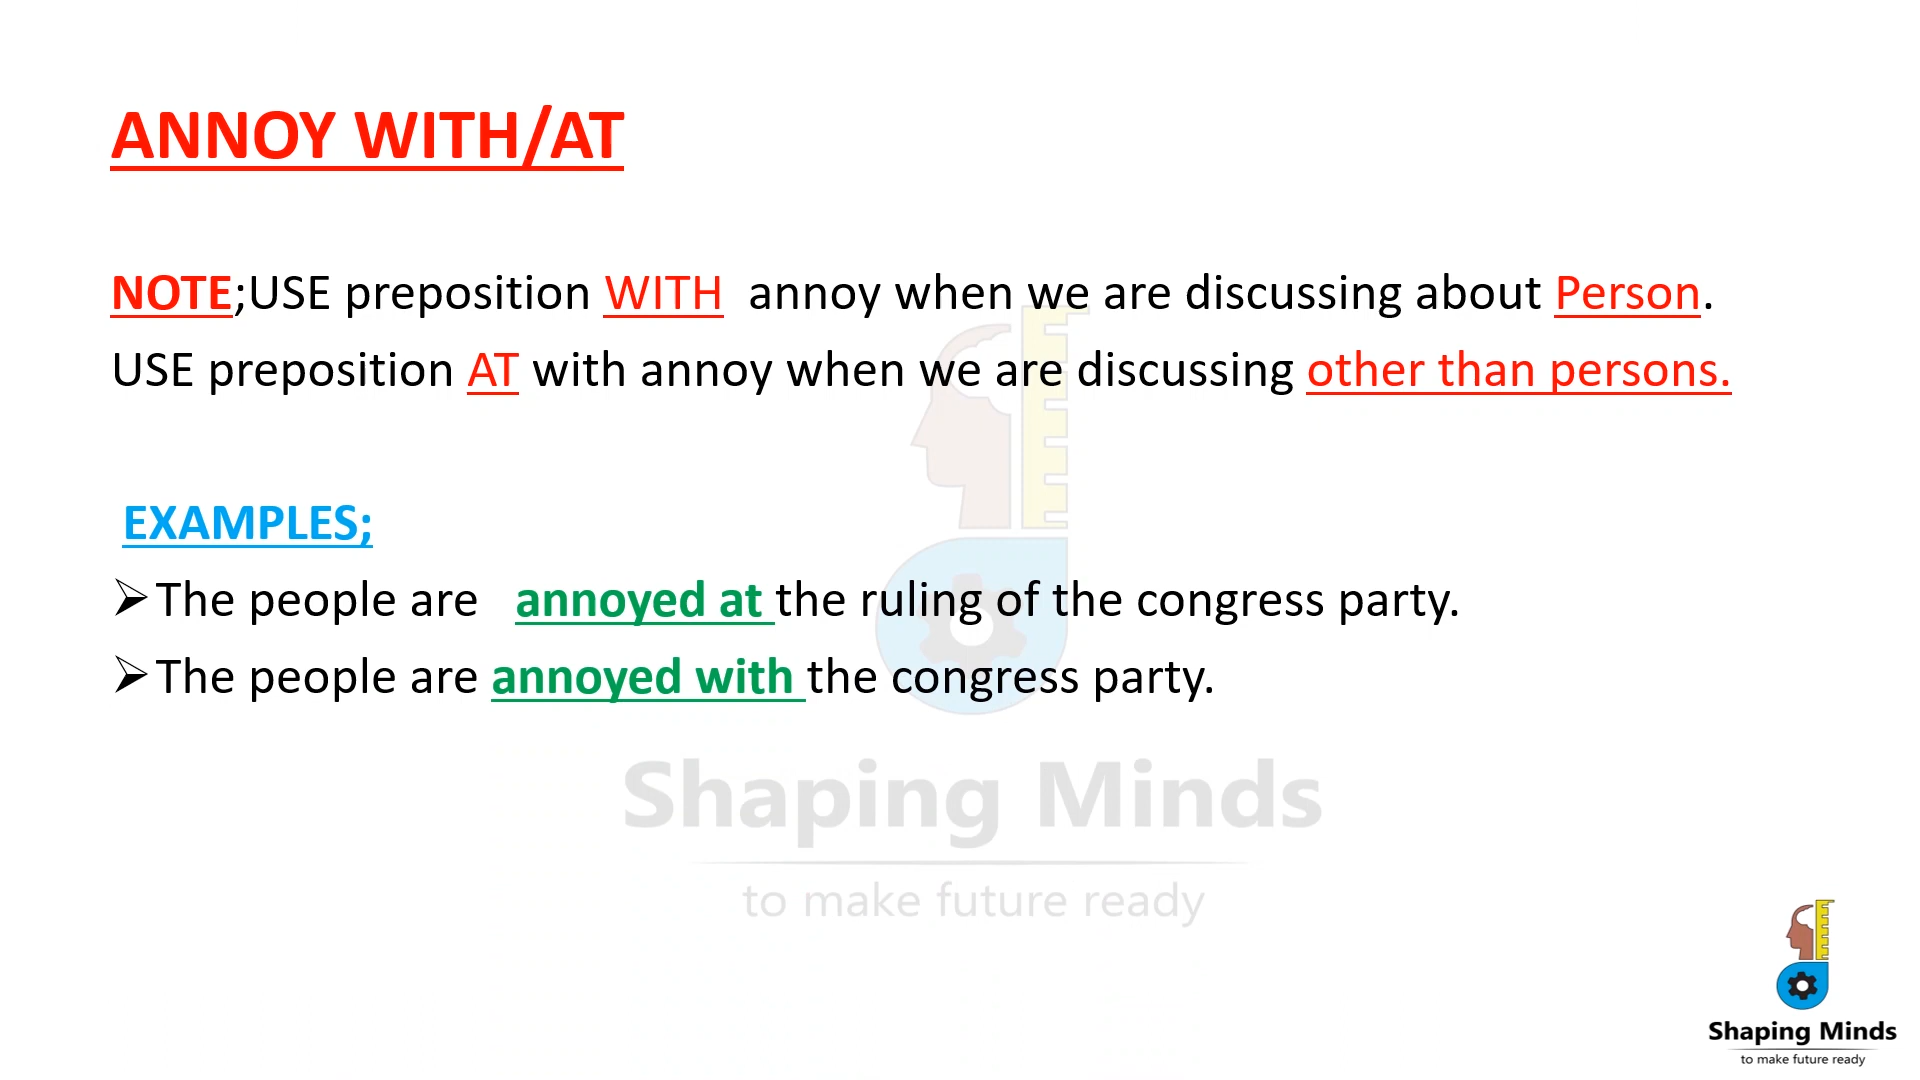 ANNOY WITH/AT
NOTE;USE preposition WITH  annoy when we are discussing about Person.
USE preposition AT with annoy when we are discussing other than persons.
EXAMPLES;
➢The people are   annoyed at the ruling of the congress party.
➢The people are annoyed with the congress party.
Shaping Minds
to make future ready
Shaping Minds
to make future ready